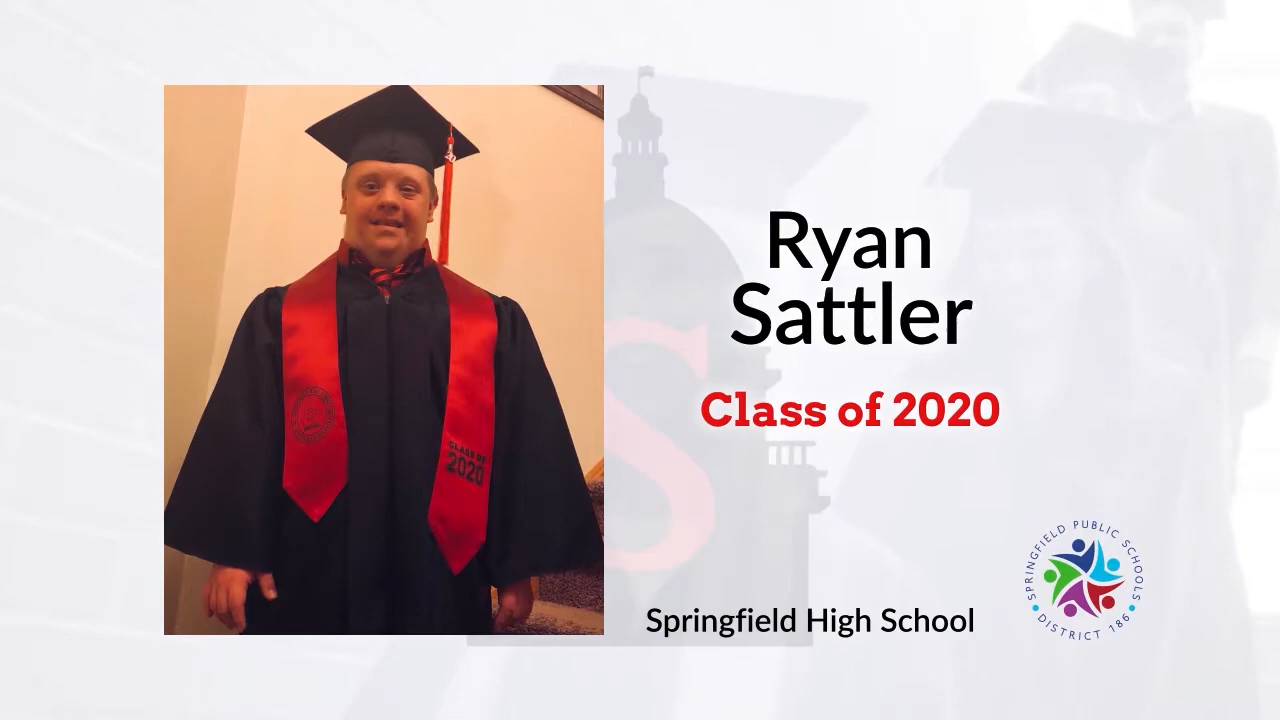 Ryan
Sattler
Class of 2020
CLASS OF
2020
S
Springfield High School
SPRINGFIELD PUBLIC SCHOOLS
DISTRICT 186